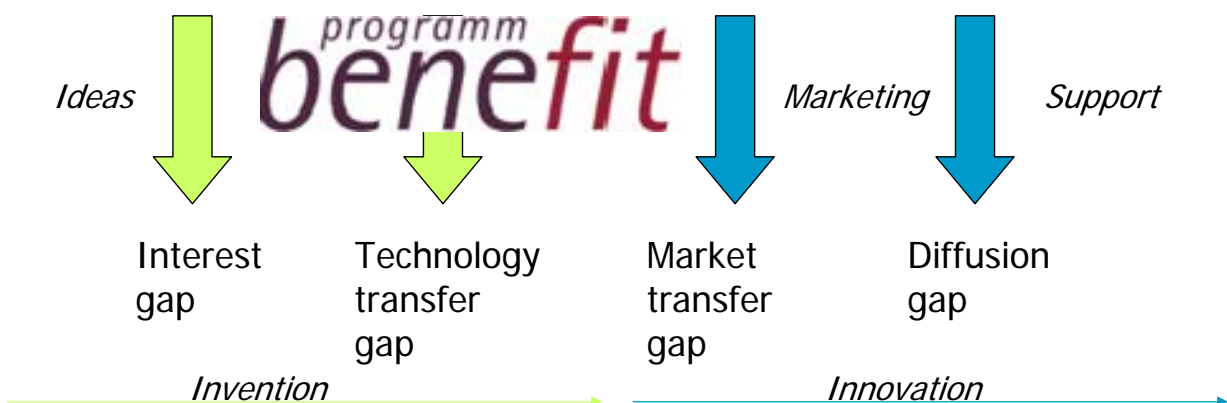 programm
benefit
Ideas
Marketing
Support
Interest
gap
Technology
transfer
gap
Market
transfer
gap
Diffusion
gap
Invention
Innovation